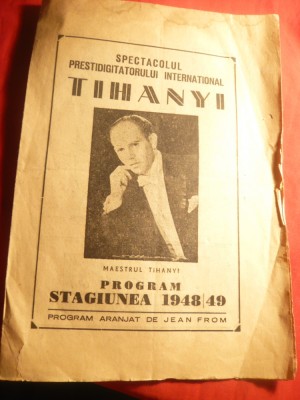 SPECTACOLUL
PRESTIDIGITATORULUI INTERNATIONAL
TIHANYI
MAESTRUL TIHANYI
PROGRAM
STAGIUNEA 1948/49
PROGRAM ARANJAT DE JEAN FROM